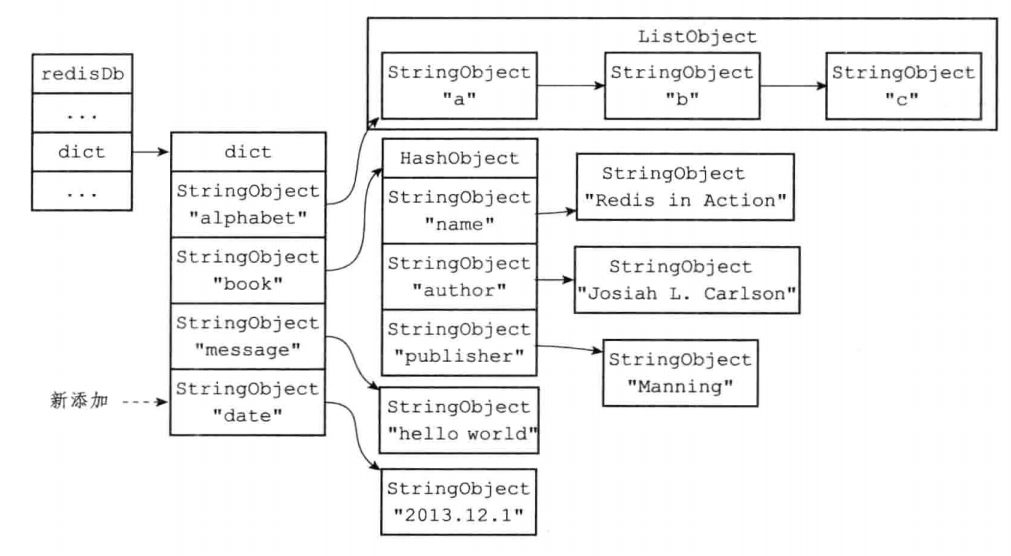 redisDb
...
dict
...
dict
StringObject
"alphabet"
StringObject
"book"
StringObject
"message"
新添加
StringObject
"date"
ListObject
StringObject
"a"
StringObject
"b"
StringObject
"c"
HashObject
StringObject
"name"
StringObject
"author"
StringObject
"publisher"
StringObject
"Redis in Action"
StringObject
"Josiah L. Carlson"
StringObject
"Manning"
StringObject
"hello world"
StringObject
"2013.12.1"